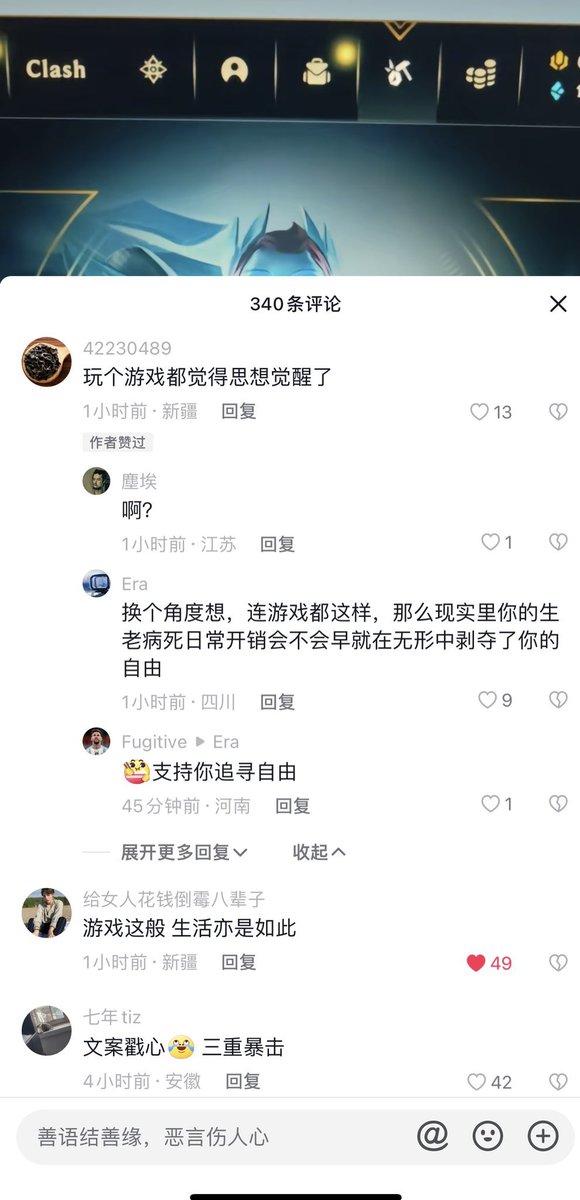 Clash
340条评论
42230489
玩个游戏都觉得思想觉醒了
1小时前·新疆 回复 13
作者赞过
塵埃
啊?
1小时前·江苏 回复 1
Era
换个角度想，连游戏都这样，那么现实里你的生
老病死日常开销会不会早就在无形中剥夺了你的
自由
1小时前·四川 回复 9
Fugitive Era
支持你追寻自由
45分钟前·河南 回复 1
展开更多回复 收起
给女人花钱倒霉八辈子
游戏这般 生活亦是如此
1小时前·新疆 回复 49
七年tiz
文案戳心 三重暴击
4小时前·安徽 回复 42
善语结善缘，恶言伤人心 @